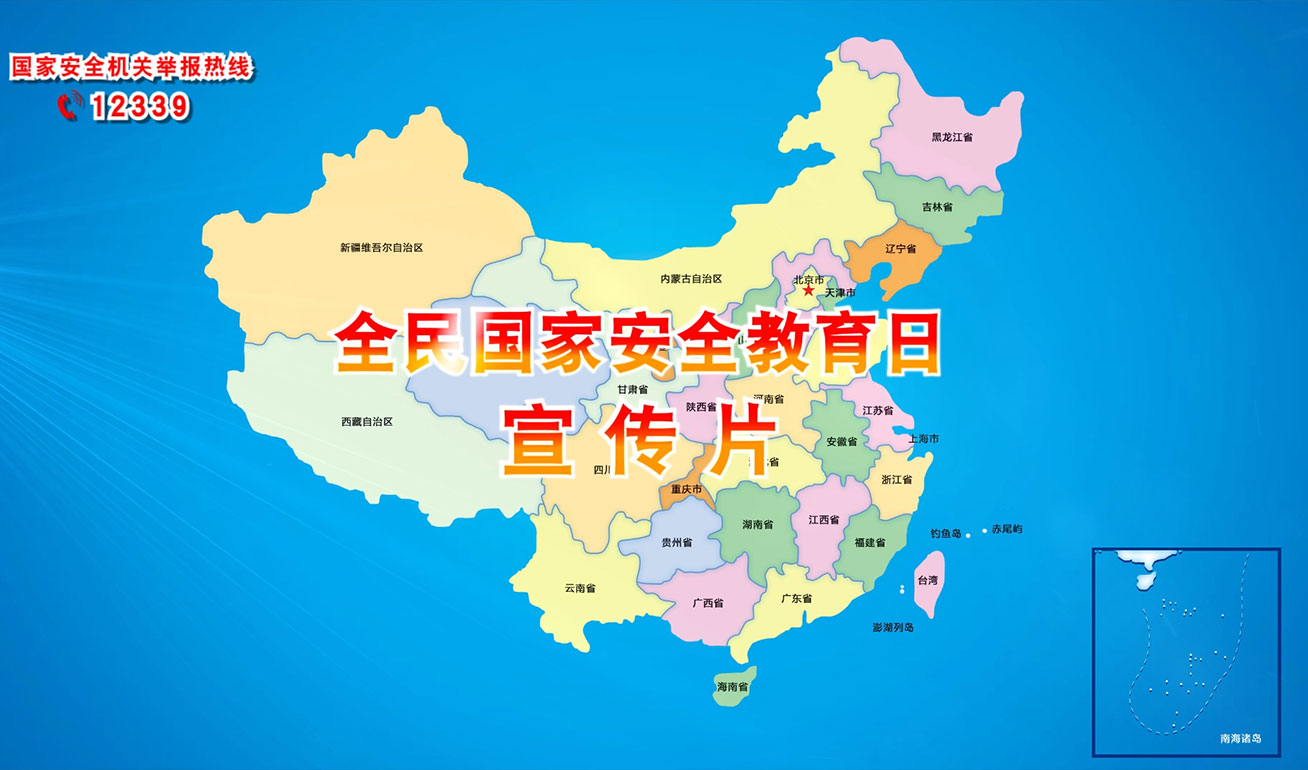 国家安全机关举报热线
12339
黑龙江省
吉林省
辽宁省
新疆维吾尔自治区
内蒙古自治区
北京市
天津市
全民国家安全教育日
甘肃省
陕西省
河南省
江苏省
西藏自治区
安徽省
上海市
宣传片
四川
重庆市
浙江省
湖南省
江西省
钓鱼岛
赤尾屿
贵州省
福建省
云南省
台湾
广西省
广东省
澎湖列岛
海南省
南海诸岛